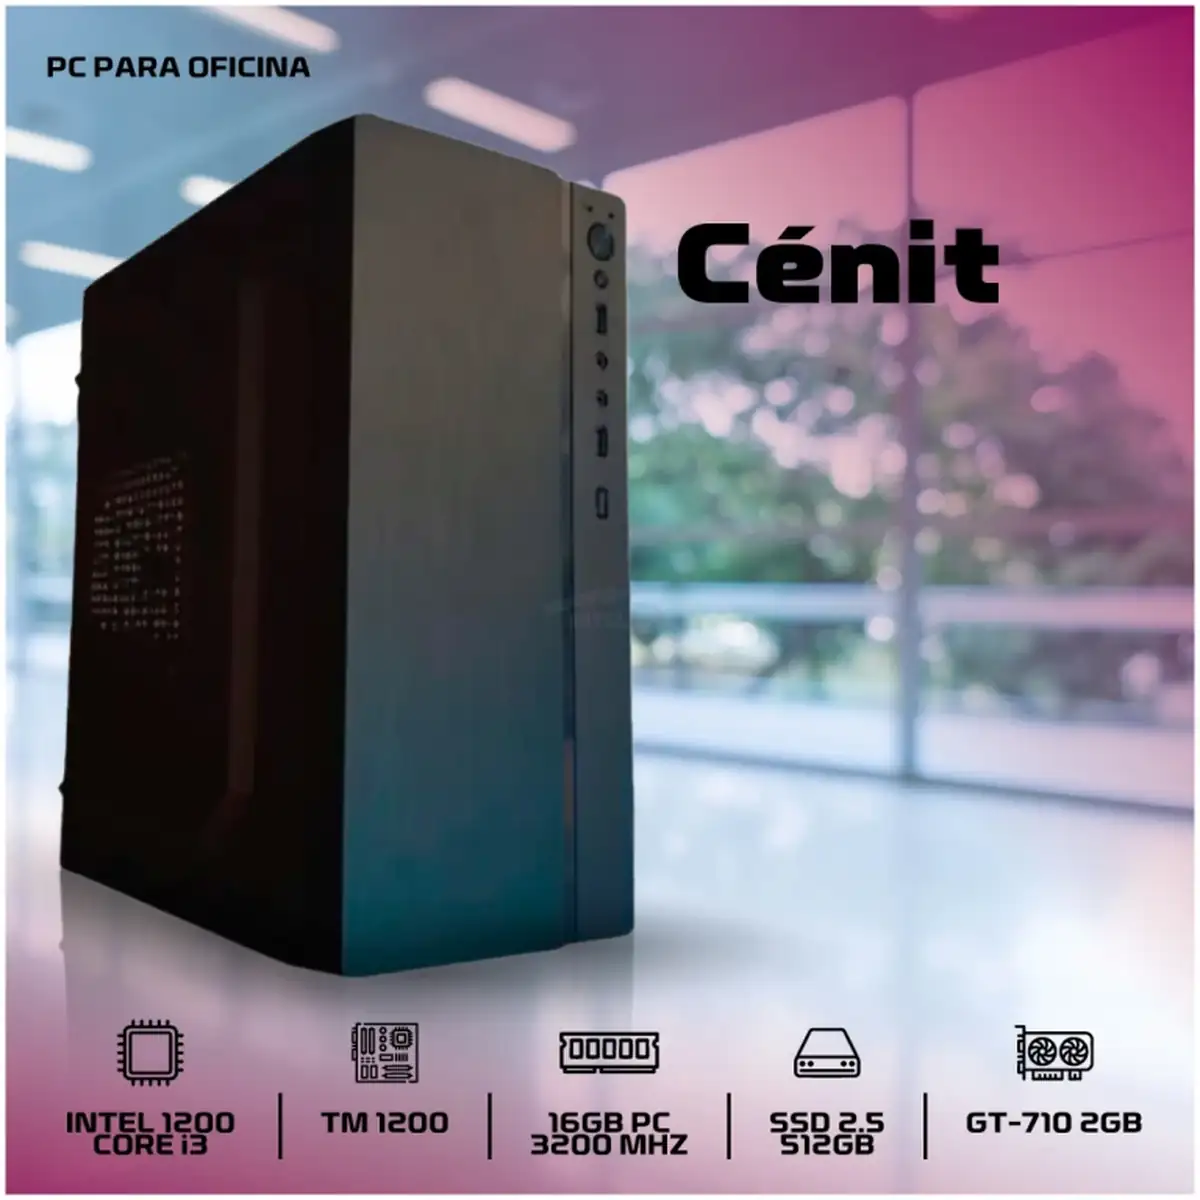 PC PARA OFICINA
Cénit
INTEL 1200
CORE i3
TM 1200
16GB PC
3200 MHZ
SSD 2.5
512GB
GT-710 2GB